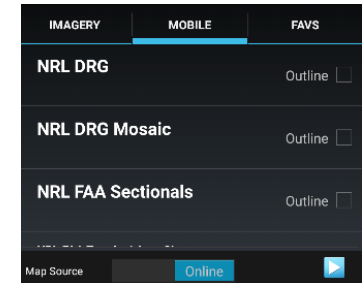 IMAGERY MOBILE FAVS
NRL DRG
Outline
NRL DRG Mosaic
Outline
NRL FAA Sectionals
Outline
Map Source Online